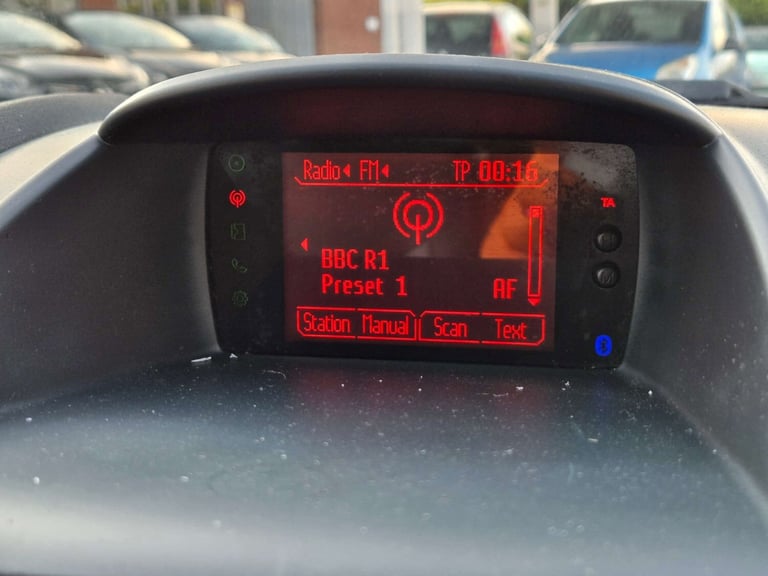 Radio FM TP 00:16
TA
BBC R1
Preset 1 AF
Station Manual Scan Text